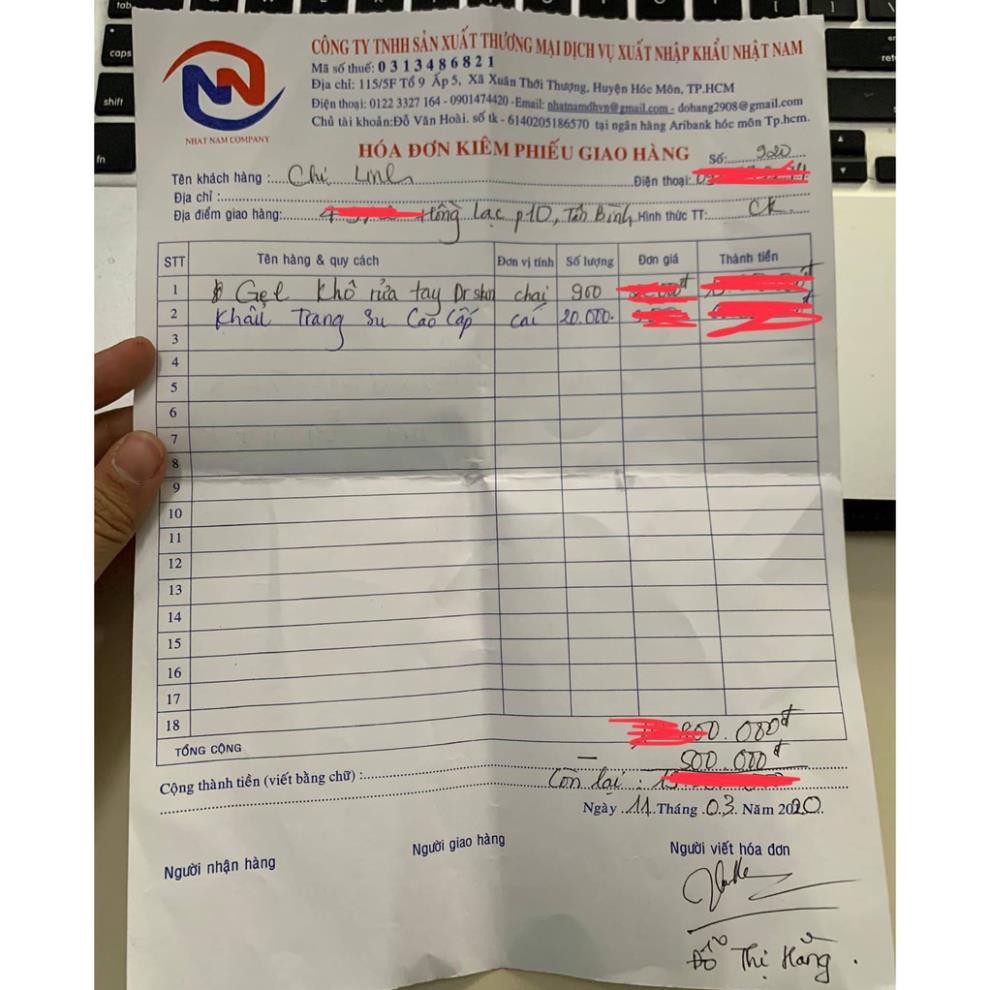 CÔNG TY TNHH SẢN XUẤT THƯƠNG MẠI DỊCH VỤ XUẤT NHẬP KHẨU NHẬT NAM
Mã số thuế: 0313486821
Địa chỉ: 115/5F Tổ 9 Ấp 5, Xã Xuân Thới Thượng, Huyện Hóc Môn, TP.HCM
Điện thoại: 0122 3327 164 - 0901474420 -Email: nhatnamdhvn@gmail.com - dohang2908@gmail.com
Chủ tài khoản:Đỗ Văn Hoài. số tk - 6140205186570 tại ngân hàng Aribank hóc môn Tp.hcm.
NHAT NAM COMPANY
HÓA ĐƠN KIÊM PHIẾU GIAO HÀNG Số: 920
Tên khách hàng : Chị Linh Điện thoại:
Địa chỉ :
Địa điểm giao hàng: Hồng Lạc p10, Tân Bình Hình thức TT: CK
STT Tên hàng & quy cách Đơn vị tính Số lượng Đơn giá Thành tiền
1 Gel khô rửa tay Dr skin chai 960
2 Khẩu Trang Su Cao Cấp cái 20.000
3
4
5
6
7
8
9
10
11
12
13
14
15
16
17
18
TỔNG CỘNG 000đ
– 500.000đ
Cộng thành tiền (viết bằng chữ) : Còn lại :
Ngày 11 Tháng 03 Năm 2020
Người nhận hàng Người giao hàng Người viết hóa đơn
Đỗ Thị Hằng.